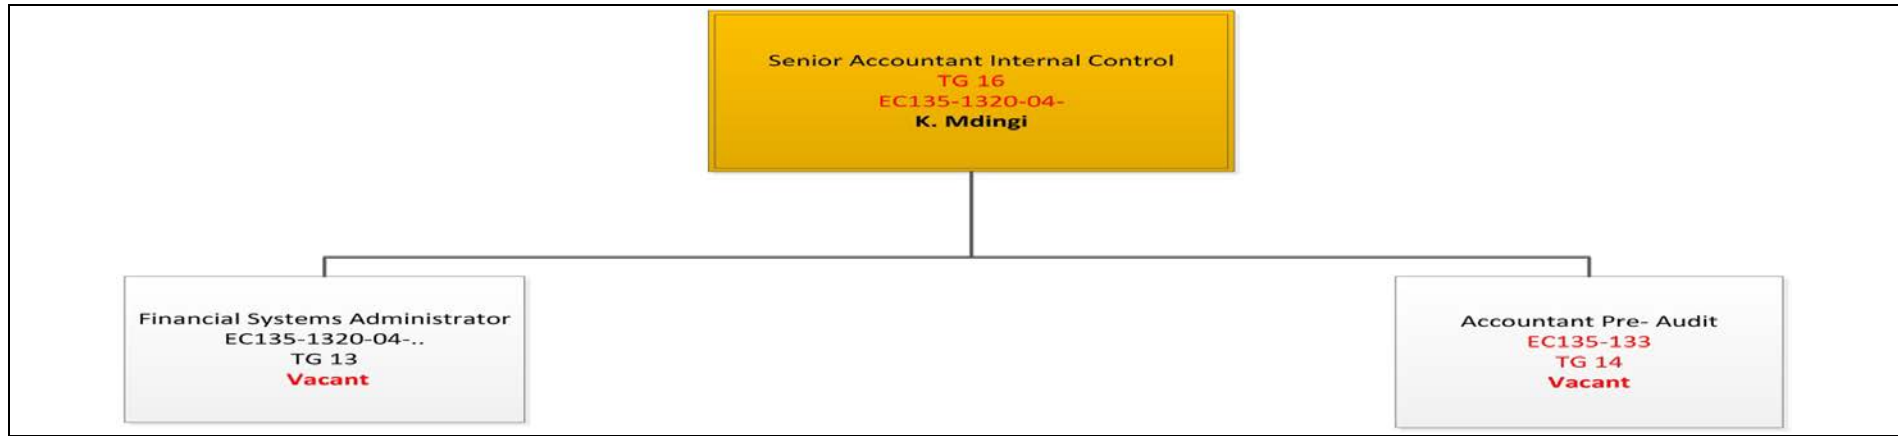 Senior Accountant Internal Control
TG 16
EC135-1320-04-
K. Mdingi
Financial Systems Administrator
EC135-1320-04-..
TG 13
Vacant
Accountant Pre- Audit
EC135-133
TG 14
Vacant